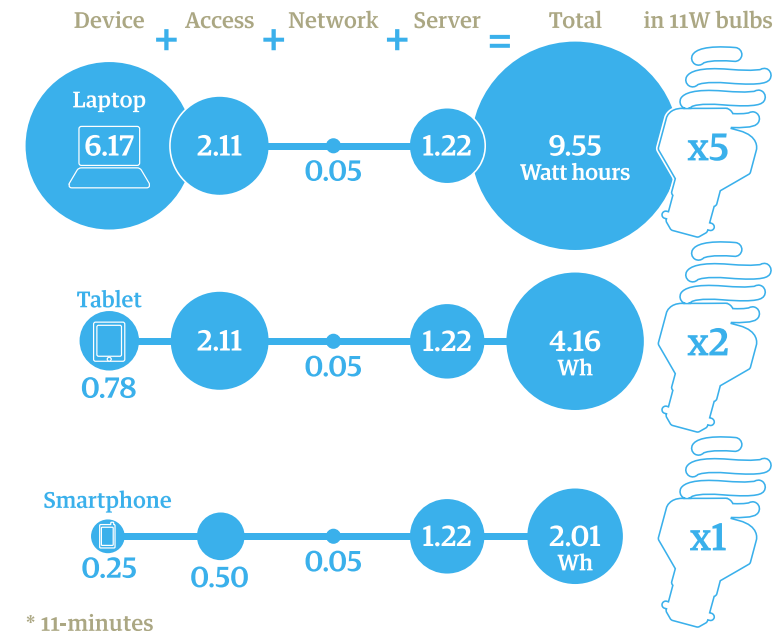 Device + Access + Network + Server = Total in 11W bulbs
Laptop
6.17 2.11 0.05 1.22 9.55 x5
Watt hours
Tablet
2.11 0.05 1.22 4.16 x2
Wh
0.78
Smartphone
1.22 2.01 x1
Wh
0.25 0.50 0.05
* 11-minutes